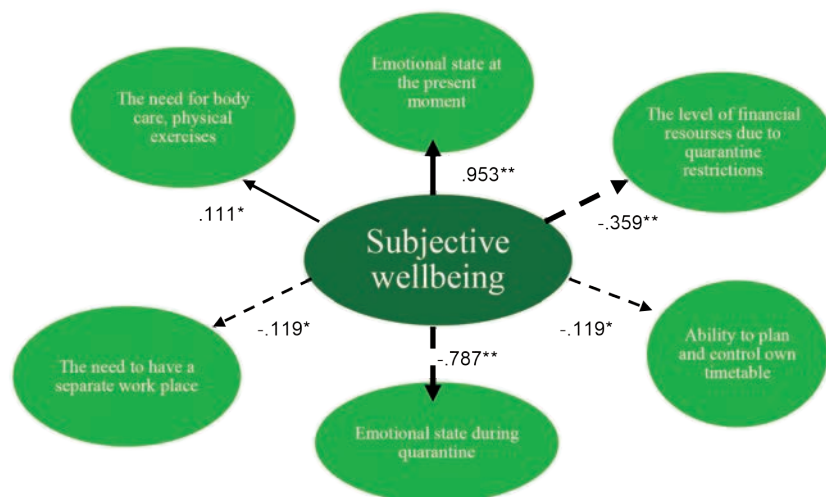 Emotional state at
the present
moment
The need for body
care, physical
exercises
The level of financial
resourses due to
quarantine
restrictions
.953**
.111*
-.359**
Subjective
wellbeing
-.119*
-.119*
The need to have a
separate work place
-.787**
Ability to plan
and control own
timetable
Emotional state during
quarantine